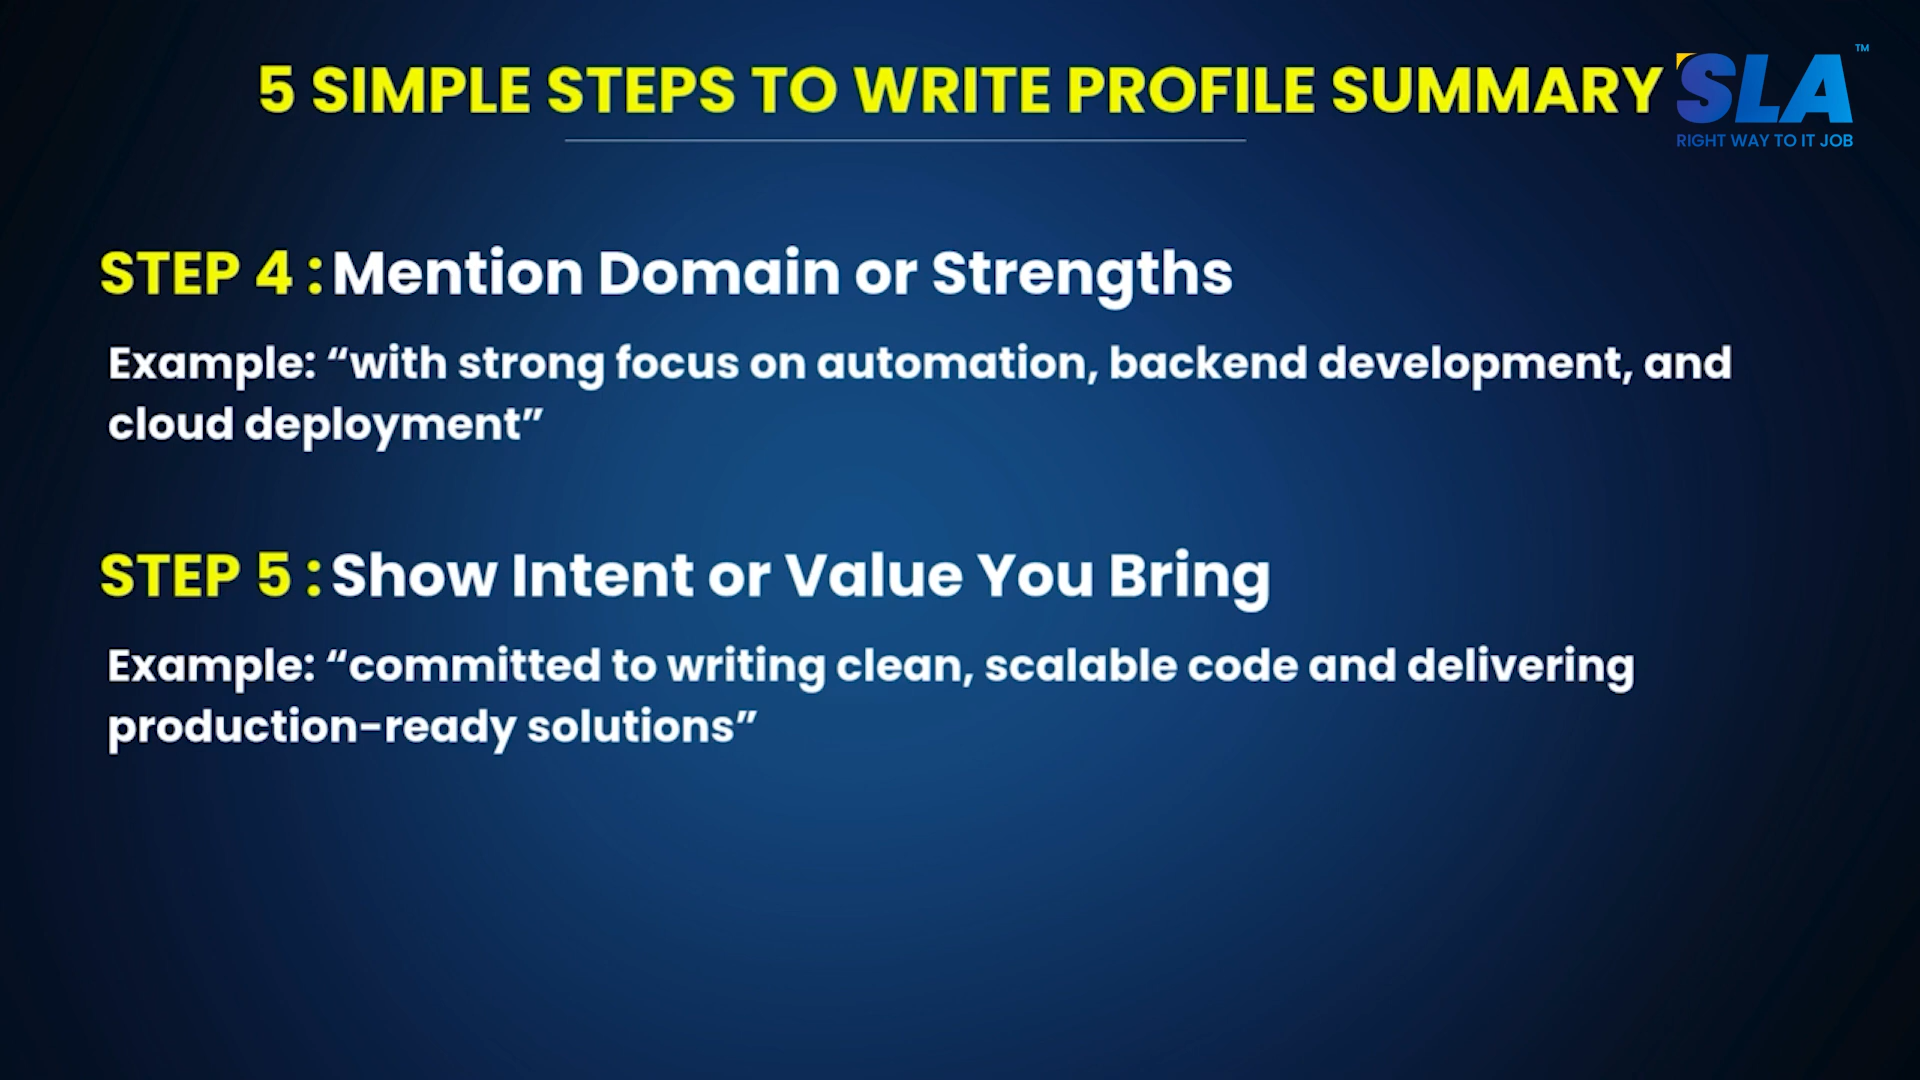 5 SIMPLE STEPS TO WRITE PROFILE SUMMARY
SLA™
RIGHT WAY TO IT JOB
STEP 4 : Mention Domain or Strengths
Example: “with strong focus on automation, backend development, and
cloud deployment”
STEP 5 : Show Intent or Value You Bring
Example: “committed to writing clean, scalable code and delivering
production-ready solutions”